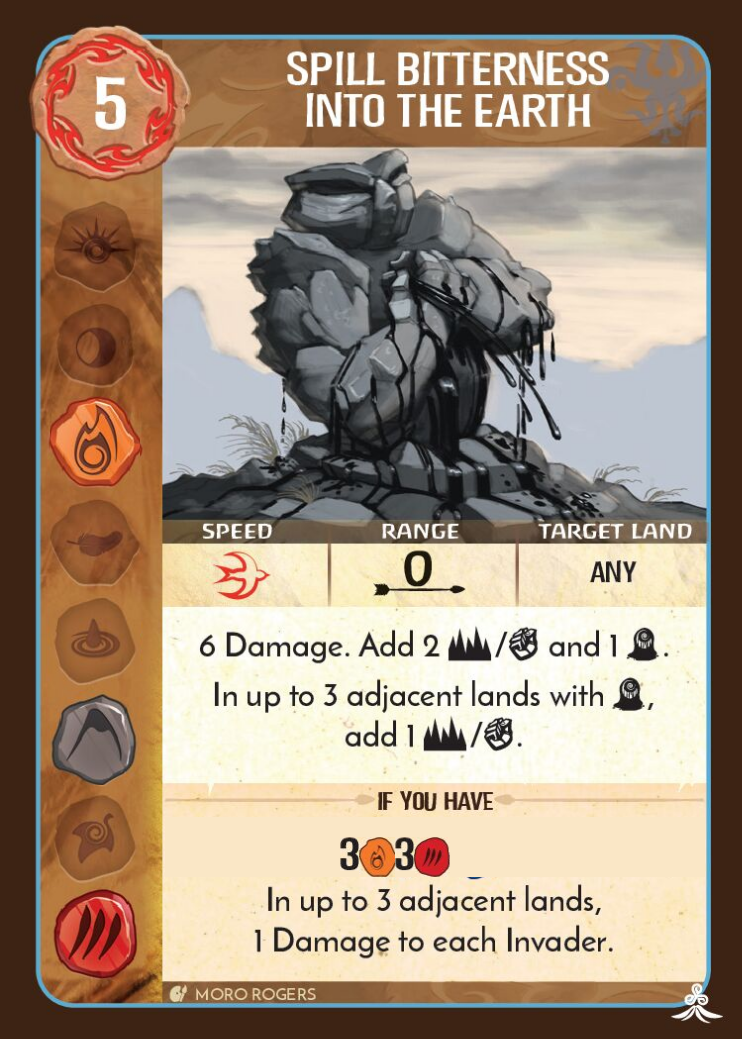 5
SPILL BITTERNESS
INTO THE EARTH
SPEED RANGE TARGET LAND
0 ANY
6 Damage. Add 2 / and 1 .
In up to 3 adjacent lands with ,
add 1 / .
IF YOU HAVE
3 3
In up to 3 adjacent lands,
1 Damage to each Invader.
MORO ROGERS